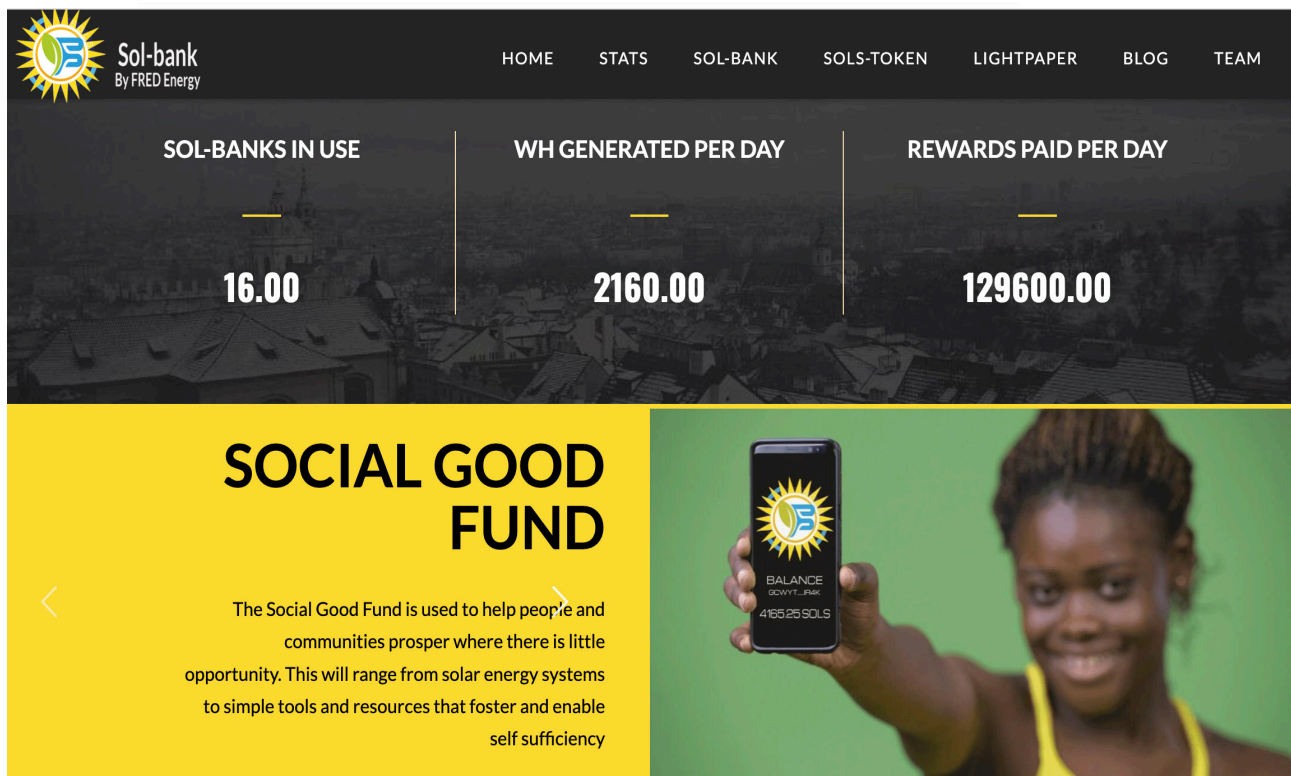 Sol-bank
By FRED Energy
HOME STATS SOL-BANK SOLS-TOKEN LIGHTPAPER BLOG TEAM
SOL-BANKS IN USE
16.00
WH GENERATED PER DAY
2160.00
REWARDS PAID PER DAY
129600.00
SOCIAL GOOD
FUND
The Social Good Fund is used to help people and
communities prosper where there is little
opportunity. This will range from solar energy systems
to simple tools and resources that foster and enable
self sufficiency
BALANCE
GCWYT...IR4K
4165.25 SOLS